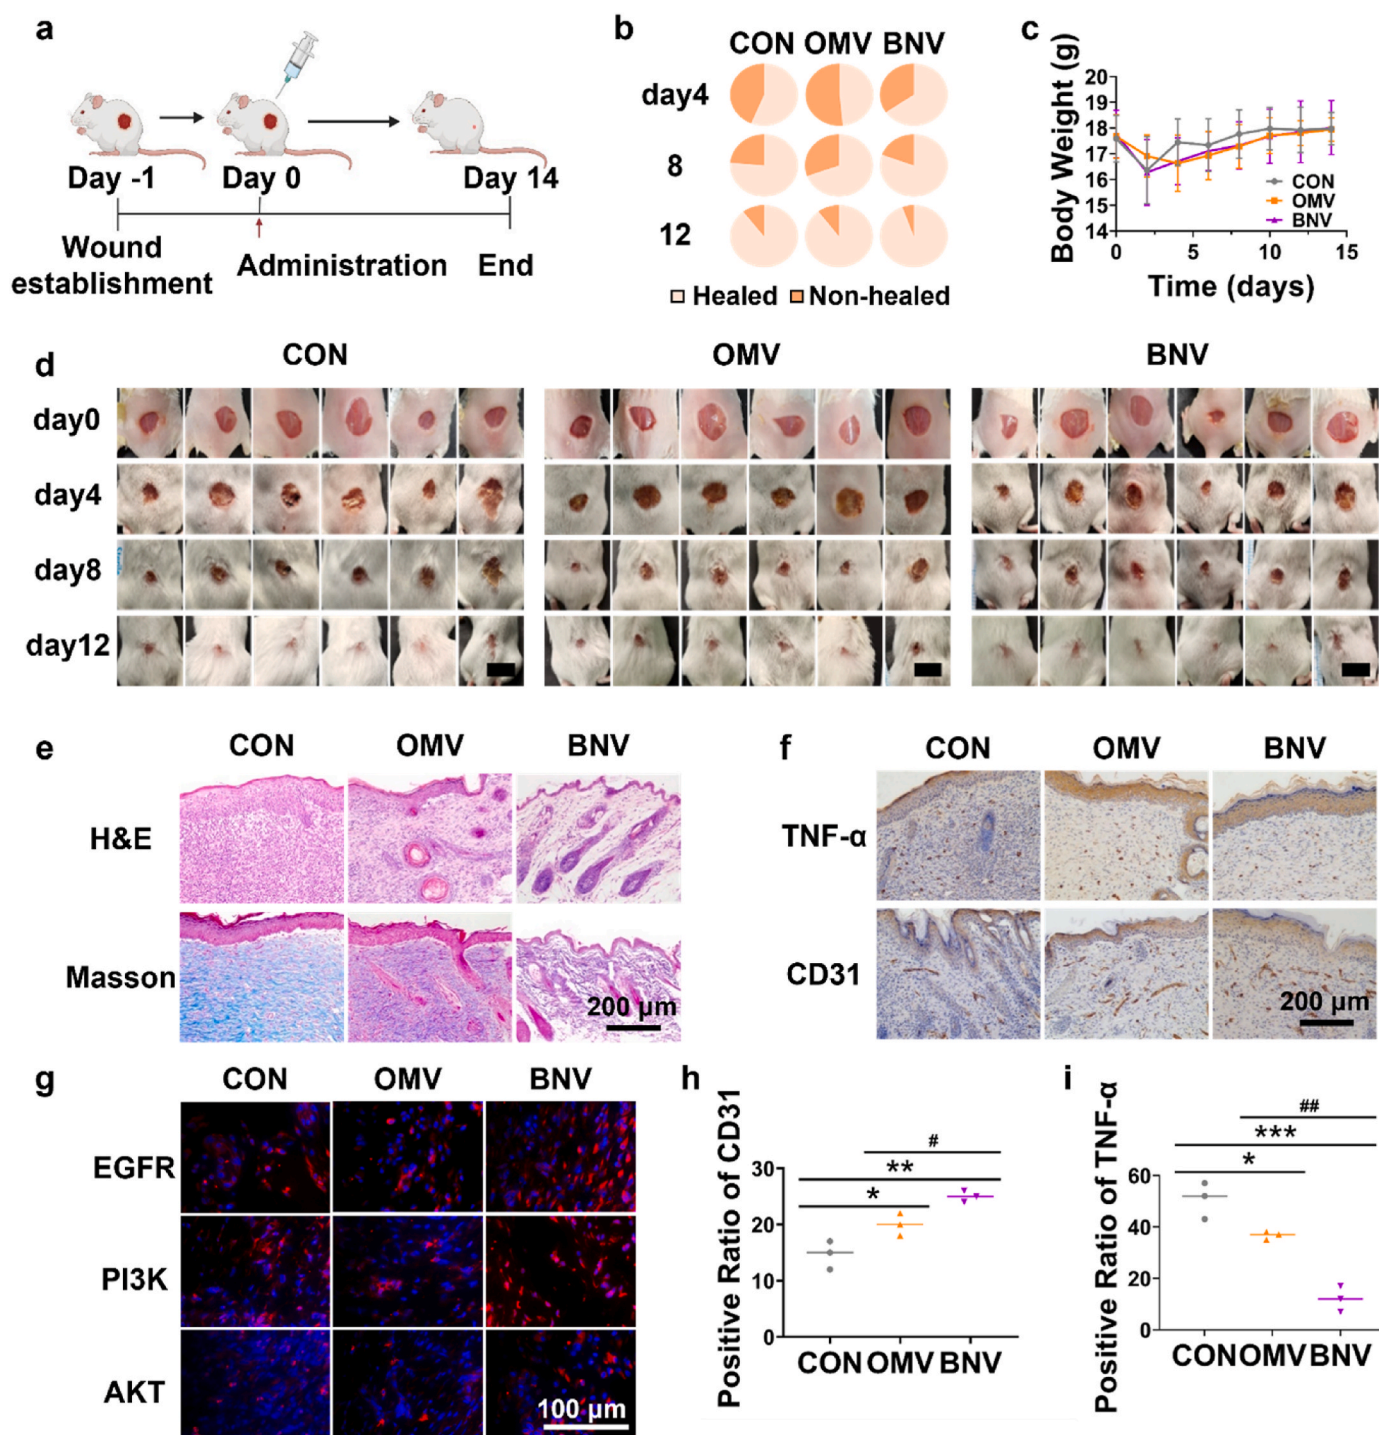 a
Day -1
Day 0
Day 14
Wound
establishment
Administration
End
b
CON OMV BNV
day4
8
12
Healed Non-healed
c
Body Weight (g)
20
19
18
17
16
15
14
0 5 10 15
CON
OMV
BNV
Time (days)
d
CON OMV BNV
day0
day4
day8
day12
e
CON OMV BNV
H&E
Masson
200 μm
f
CON OMV BNV
TNF-α
CD31
200 μm
g
CON OMV BNV
EGFR
PI3K
AKT
100 μm
h
Positive Ratio of CD31
#
**
*
30
20
10
0
CON OMV BNV
i
Positive Ratio of TNF-α
##
***
*
60
40
20
0
CON OMV BNV